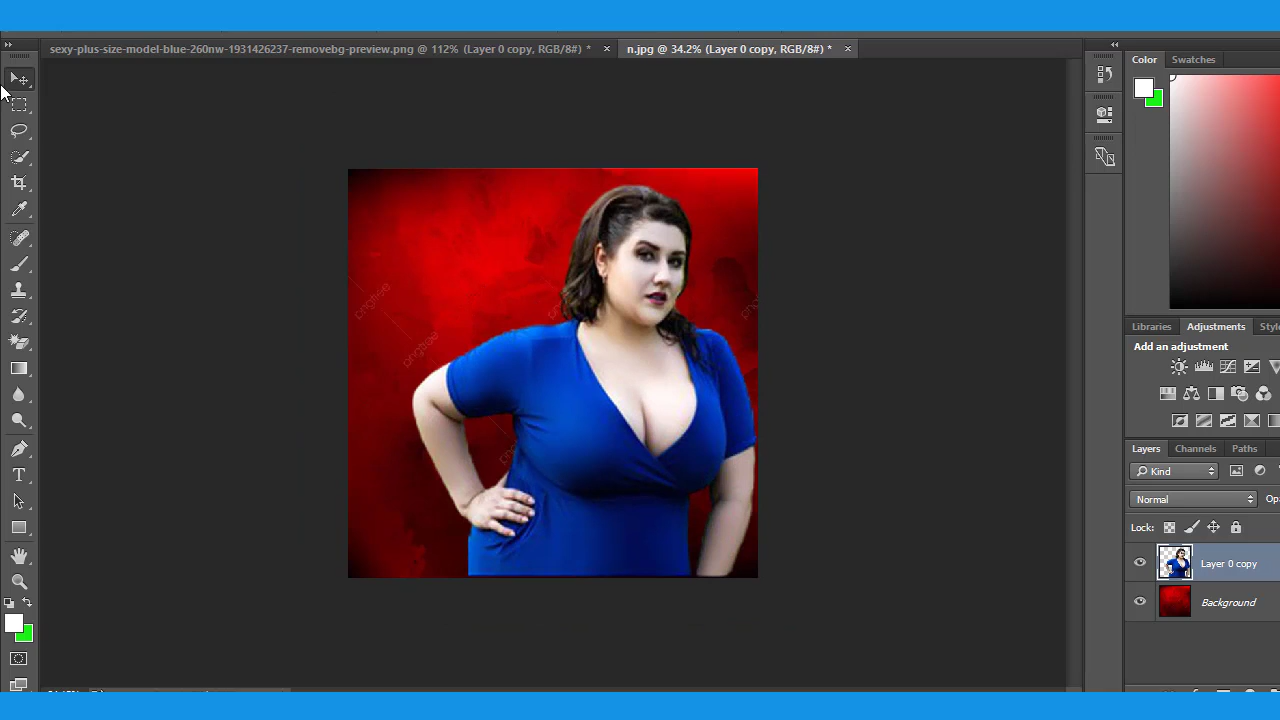 sexy-plus-size-model-blue-260nw-1931426237-removebg-preview.png @ 112% (Layer 0 copy, RGB/8#) * ×
n.jpg @ 34.2% (Layer 0 copy, RGB/8#) * ×
Color Swatches
pngtree
pngtree
Libraries Adjustments
Add an adjustment
Layers Channels Paths
Kind
Normal
Lock:
Layer 0 copy
Background
T